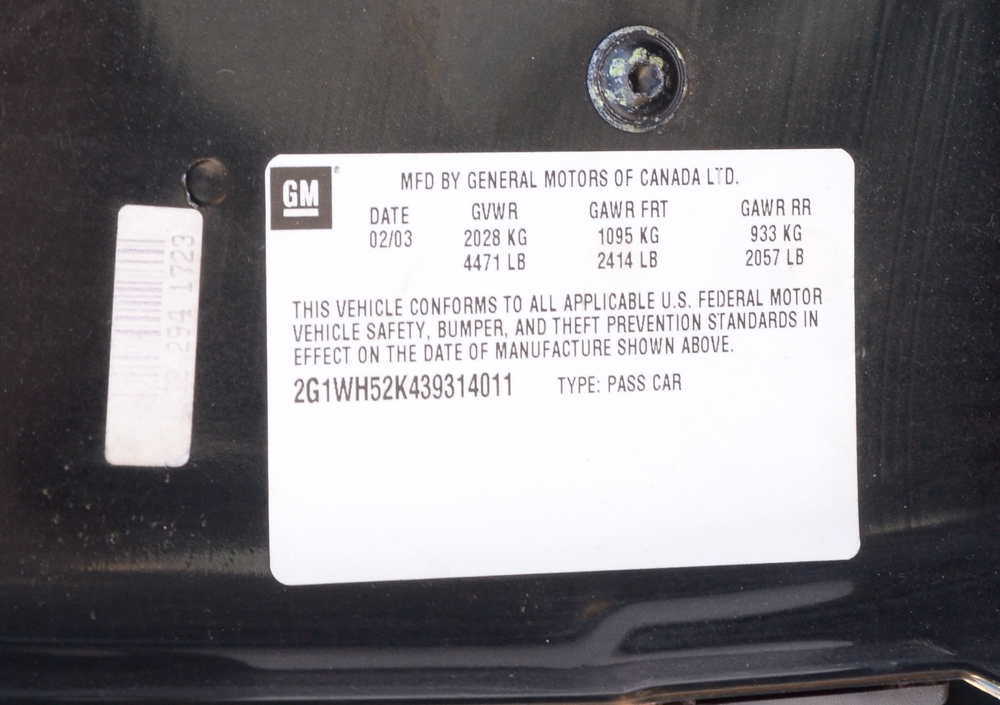 GM
MFD BY GENERAL MOTORS OF CANADA LTD.
DATE GVWR GAWR FRT GAWR RR
02/03 2028 KG 1095 KG 933 KG
4471 LB 2414 LB 2057 LB
THIS VEHICLE CONFORMS TO ALL APPLICABLE U.S. FEDERAL MOTOR
VEHICLE SAFETY, BUMPER, AND THEFT PREVENTION STANDARDS IN
EFFECT ON THE DATE OF MANUFACTURE SHOWN ABOVE.
2G1WH52K439314011 TYPE: PASS CAR
294 1723